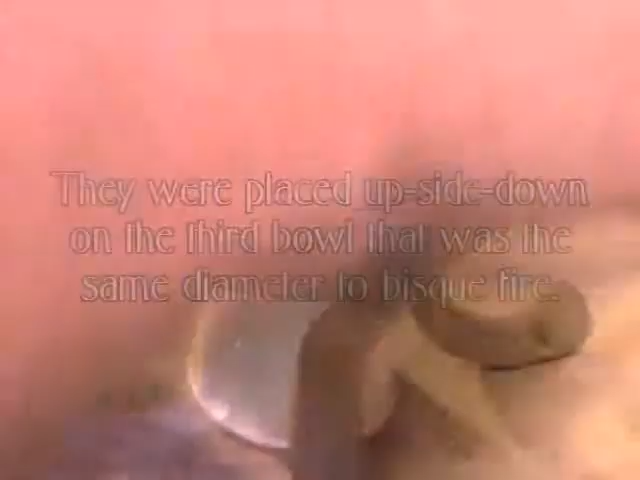 They were placed up-side-down
on the third bowl that was the
same diameter to bisque fire.